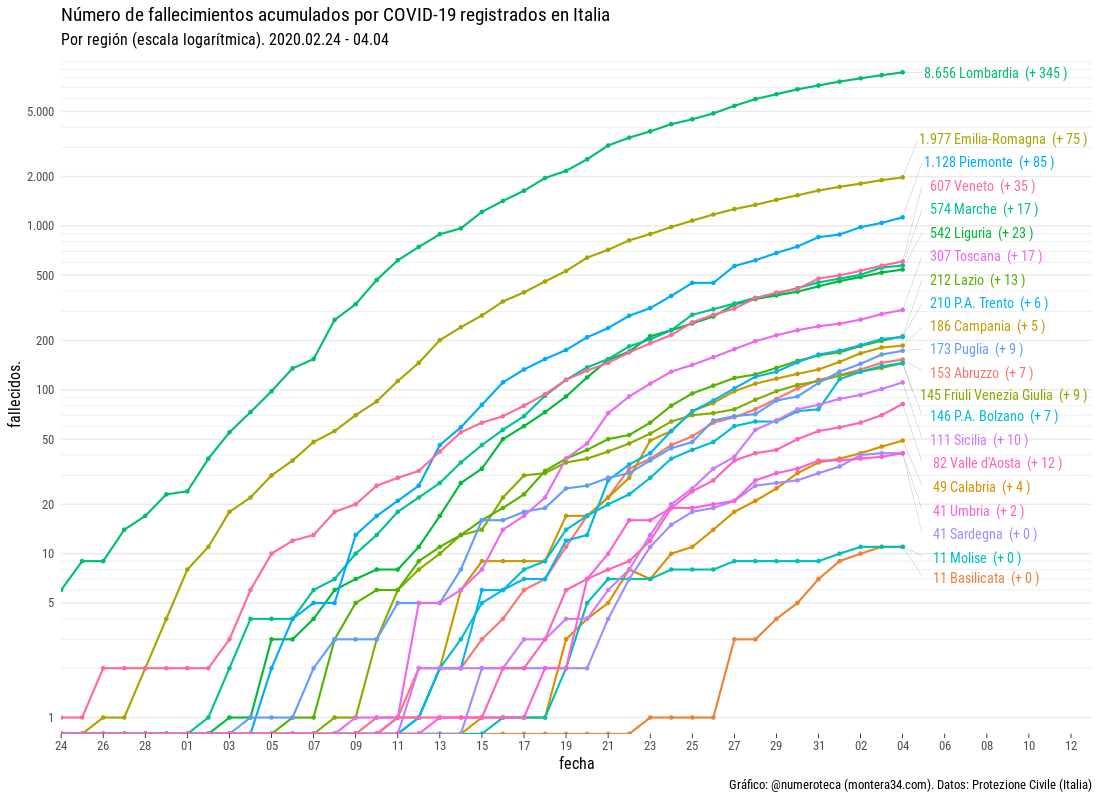 Número de fallecimientos acumulados por COVID-19 registrados en Italia
Por región (escala logarítmica). 2020.02.24 - 04.04
fallecidos.
5.000
2.000
1.000
500
200
100
50
20
10
5
1
8.656 Lombardia (+ 345 )
1.977 Emilia-Romagna (+ 75 )
1.128 Piemonte (+ 85 )
607 Veneto (+ 35 )
574 Marche (+ 17 )
542 Liguria (+ 23 )
307 Toscana (+ 17 )
212 Lazio (+ 13 )
210 P.A. Trento (+ 6 )
186 Campania (+ 5 )
173 Puglia (+ 9 )
153 Abruzzo (+ 7 )
145 Friuli Venezia Giulia (+ 9 )
146 P.A. Bolzano (+ 7 )
111 Sicilia (+ 10 )
82 Valle d'Aosta (+ 12 )
49 Calabria (+ 4 )
41 Umbria (+ 2 )
41 Sardegna (+ 0 )
11 Molise (+ 0 )
11 Basilicata (+ 0 )
24 26 28 01 03 05 07 09 11 13 15 17 19 21 23 25 27 29 31 02 04 06 08 10 12
fecha
Gráfico: @numeroteca (montera34.com). Datos: Protezione Civile (Italia)